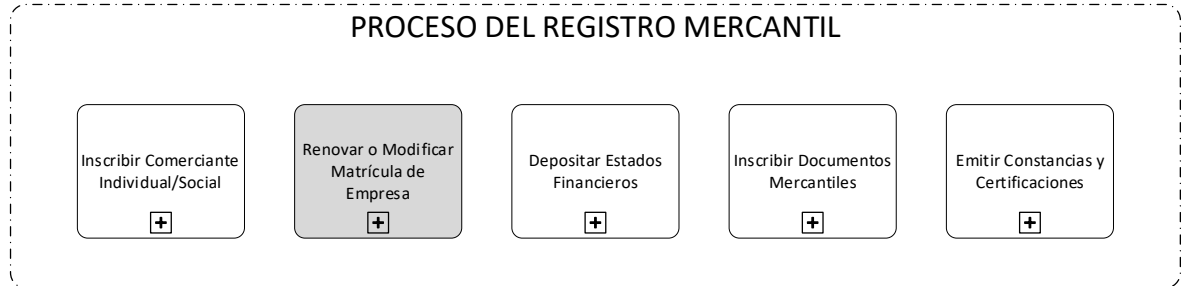 PROCESO DEL REGISTRO MERCANTIL
Inscribir Comerciante
Individual/Social
Renovar o Modificar
Matrícula de
Empresa
Depositar Estados
Financieros
Inscribir Documentos
Mercantiles
Emitir Constancias y
Certificaciones